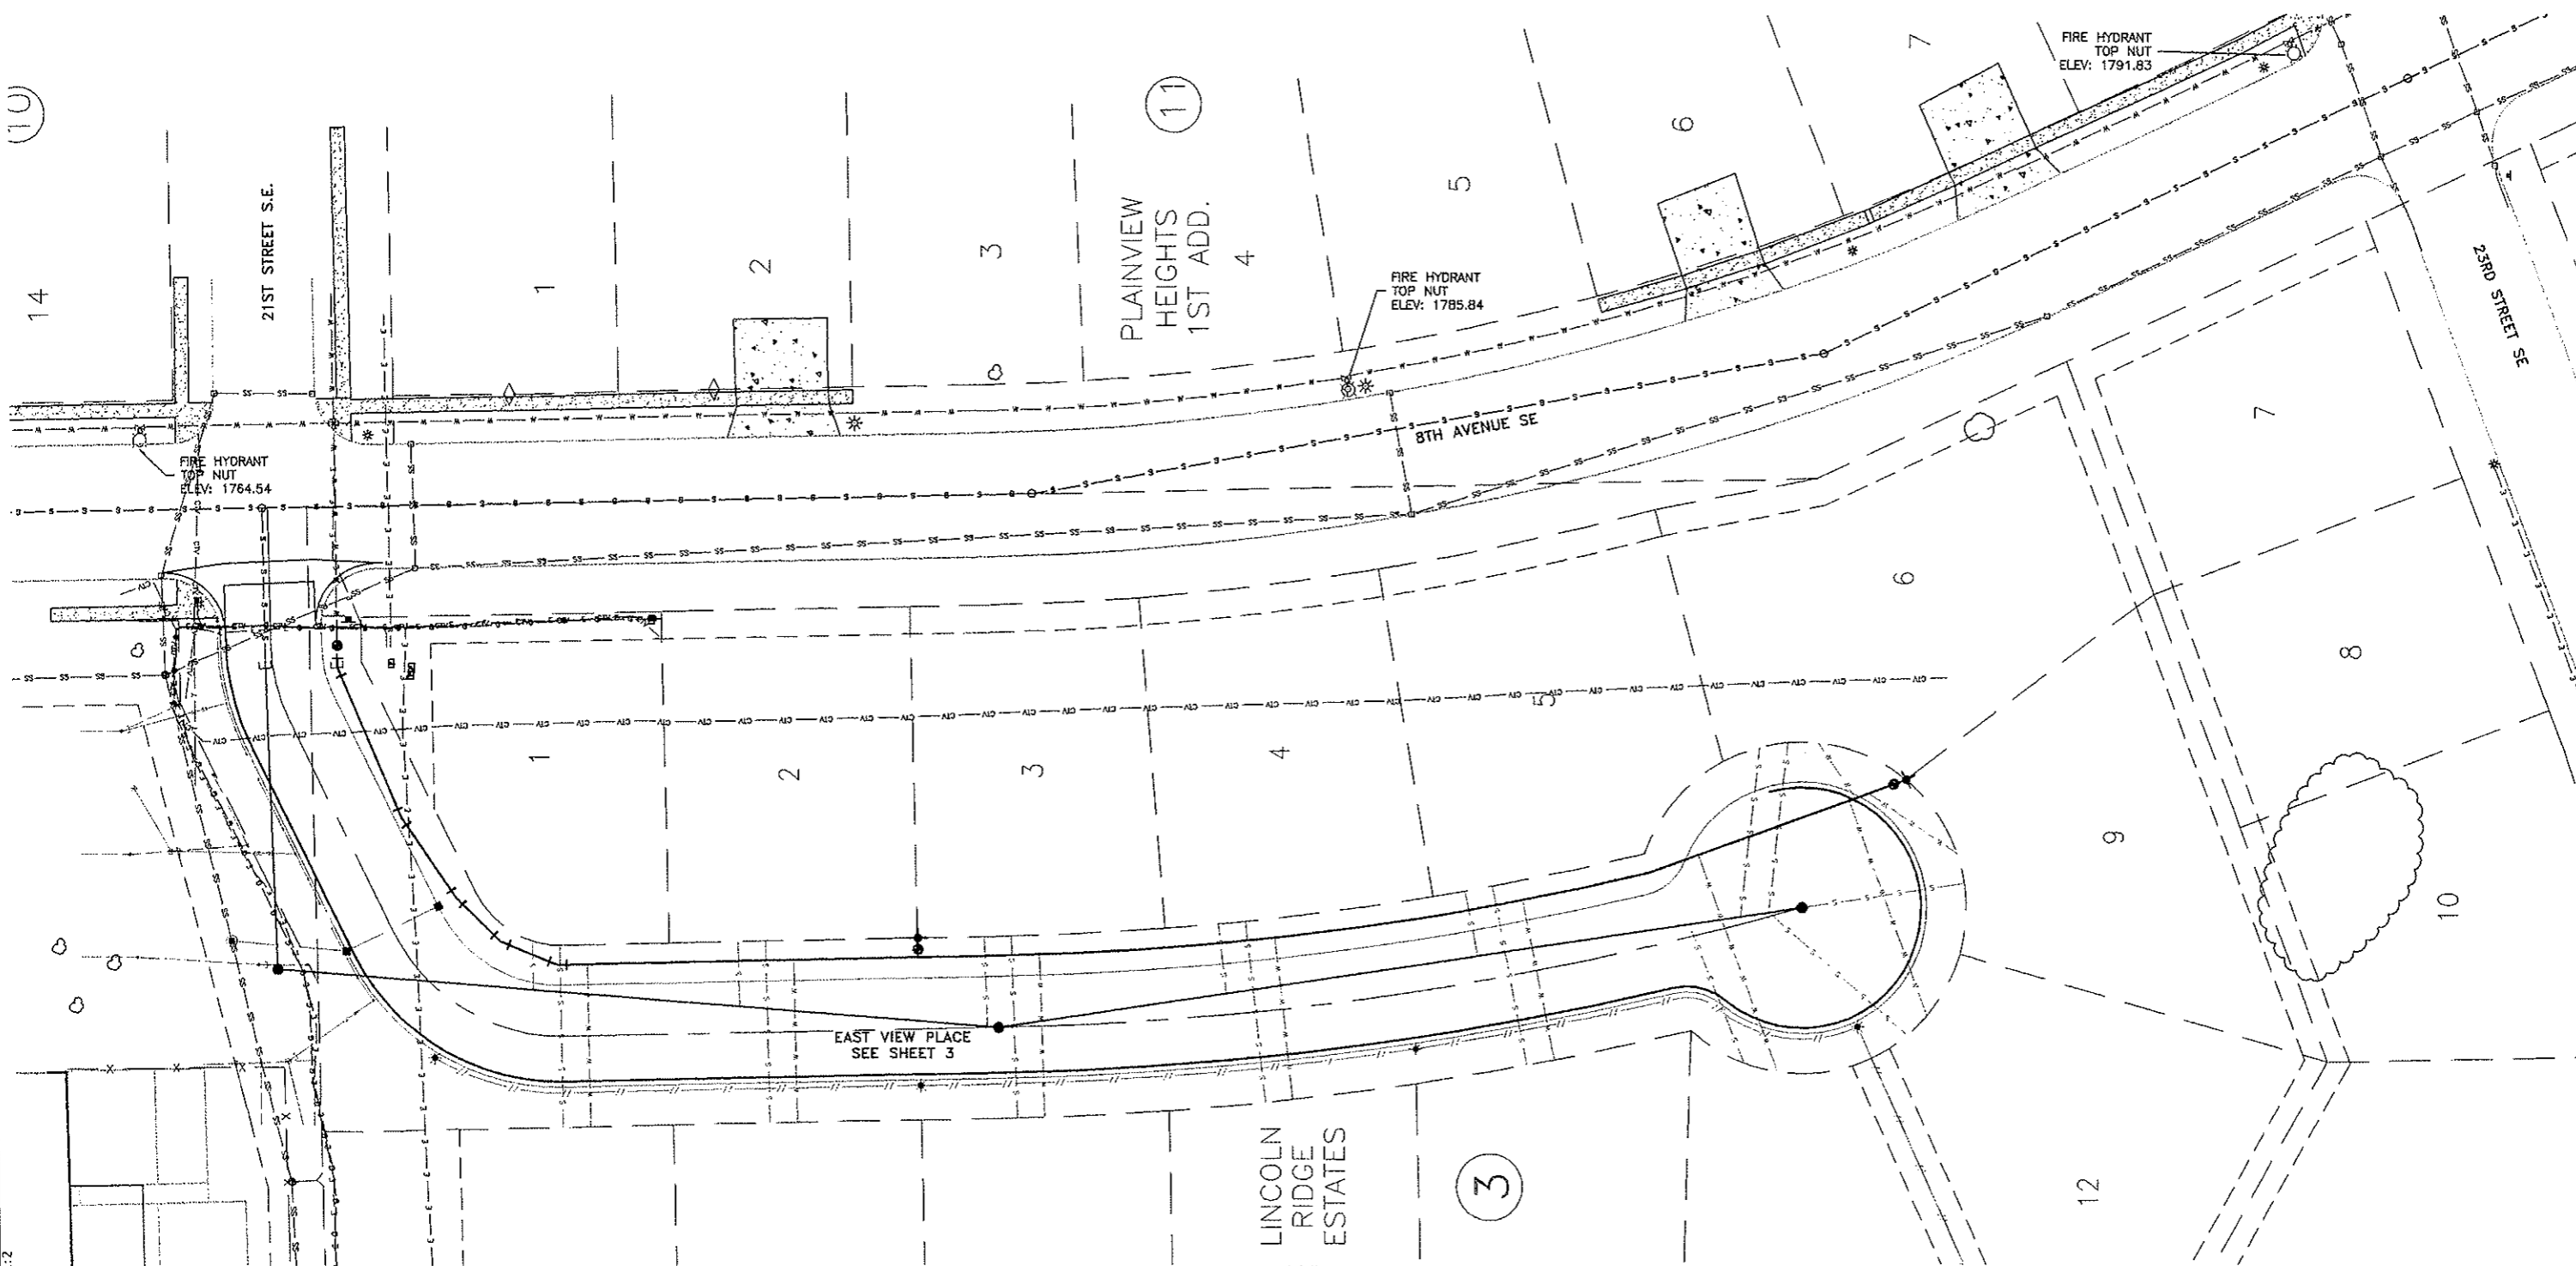 10
14
21ST STREET S.E.
1
2
3
PLAINVIEW
HEIGHTS
1ST ADD.
11
4
5
6
7
FIRE HYDRANT
TOP NUT
ELEV: 1791.83
FIRE HYDRANT
TOP NUT
ELEV: 1785.84
FIRE HYDRANT
TOP NUT
ELEV: 1764.54
8TH AVENUE SE
23RD STREET SE
1
2
3
4
5
6
7
8
9
10
12
EAST VIEW PLACE
SEE SHEET 3
LINCOLN
RIDGE
ESTATES
3